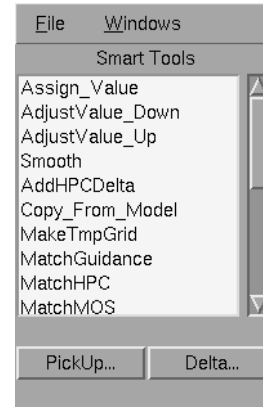 File Windows
Smart Tools
Assign_Value
AdjustValue_Down
AdjustValue_Up
Smooth
AddHPCDelta
Copy_From_Model
MakeTmpGrid
MatchGuidance
MatchHPC
MatchMOS
PickUp... Delta...